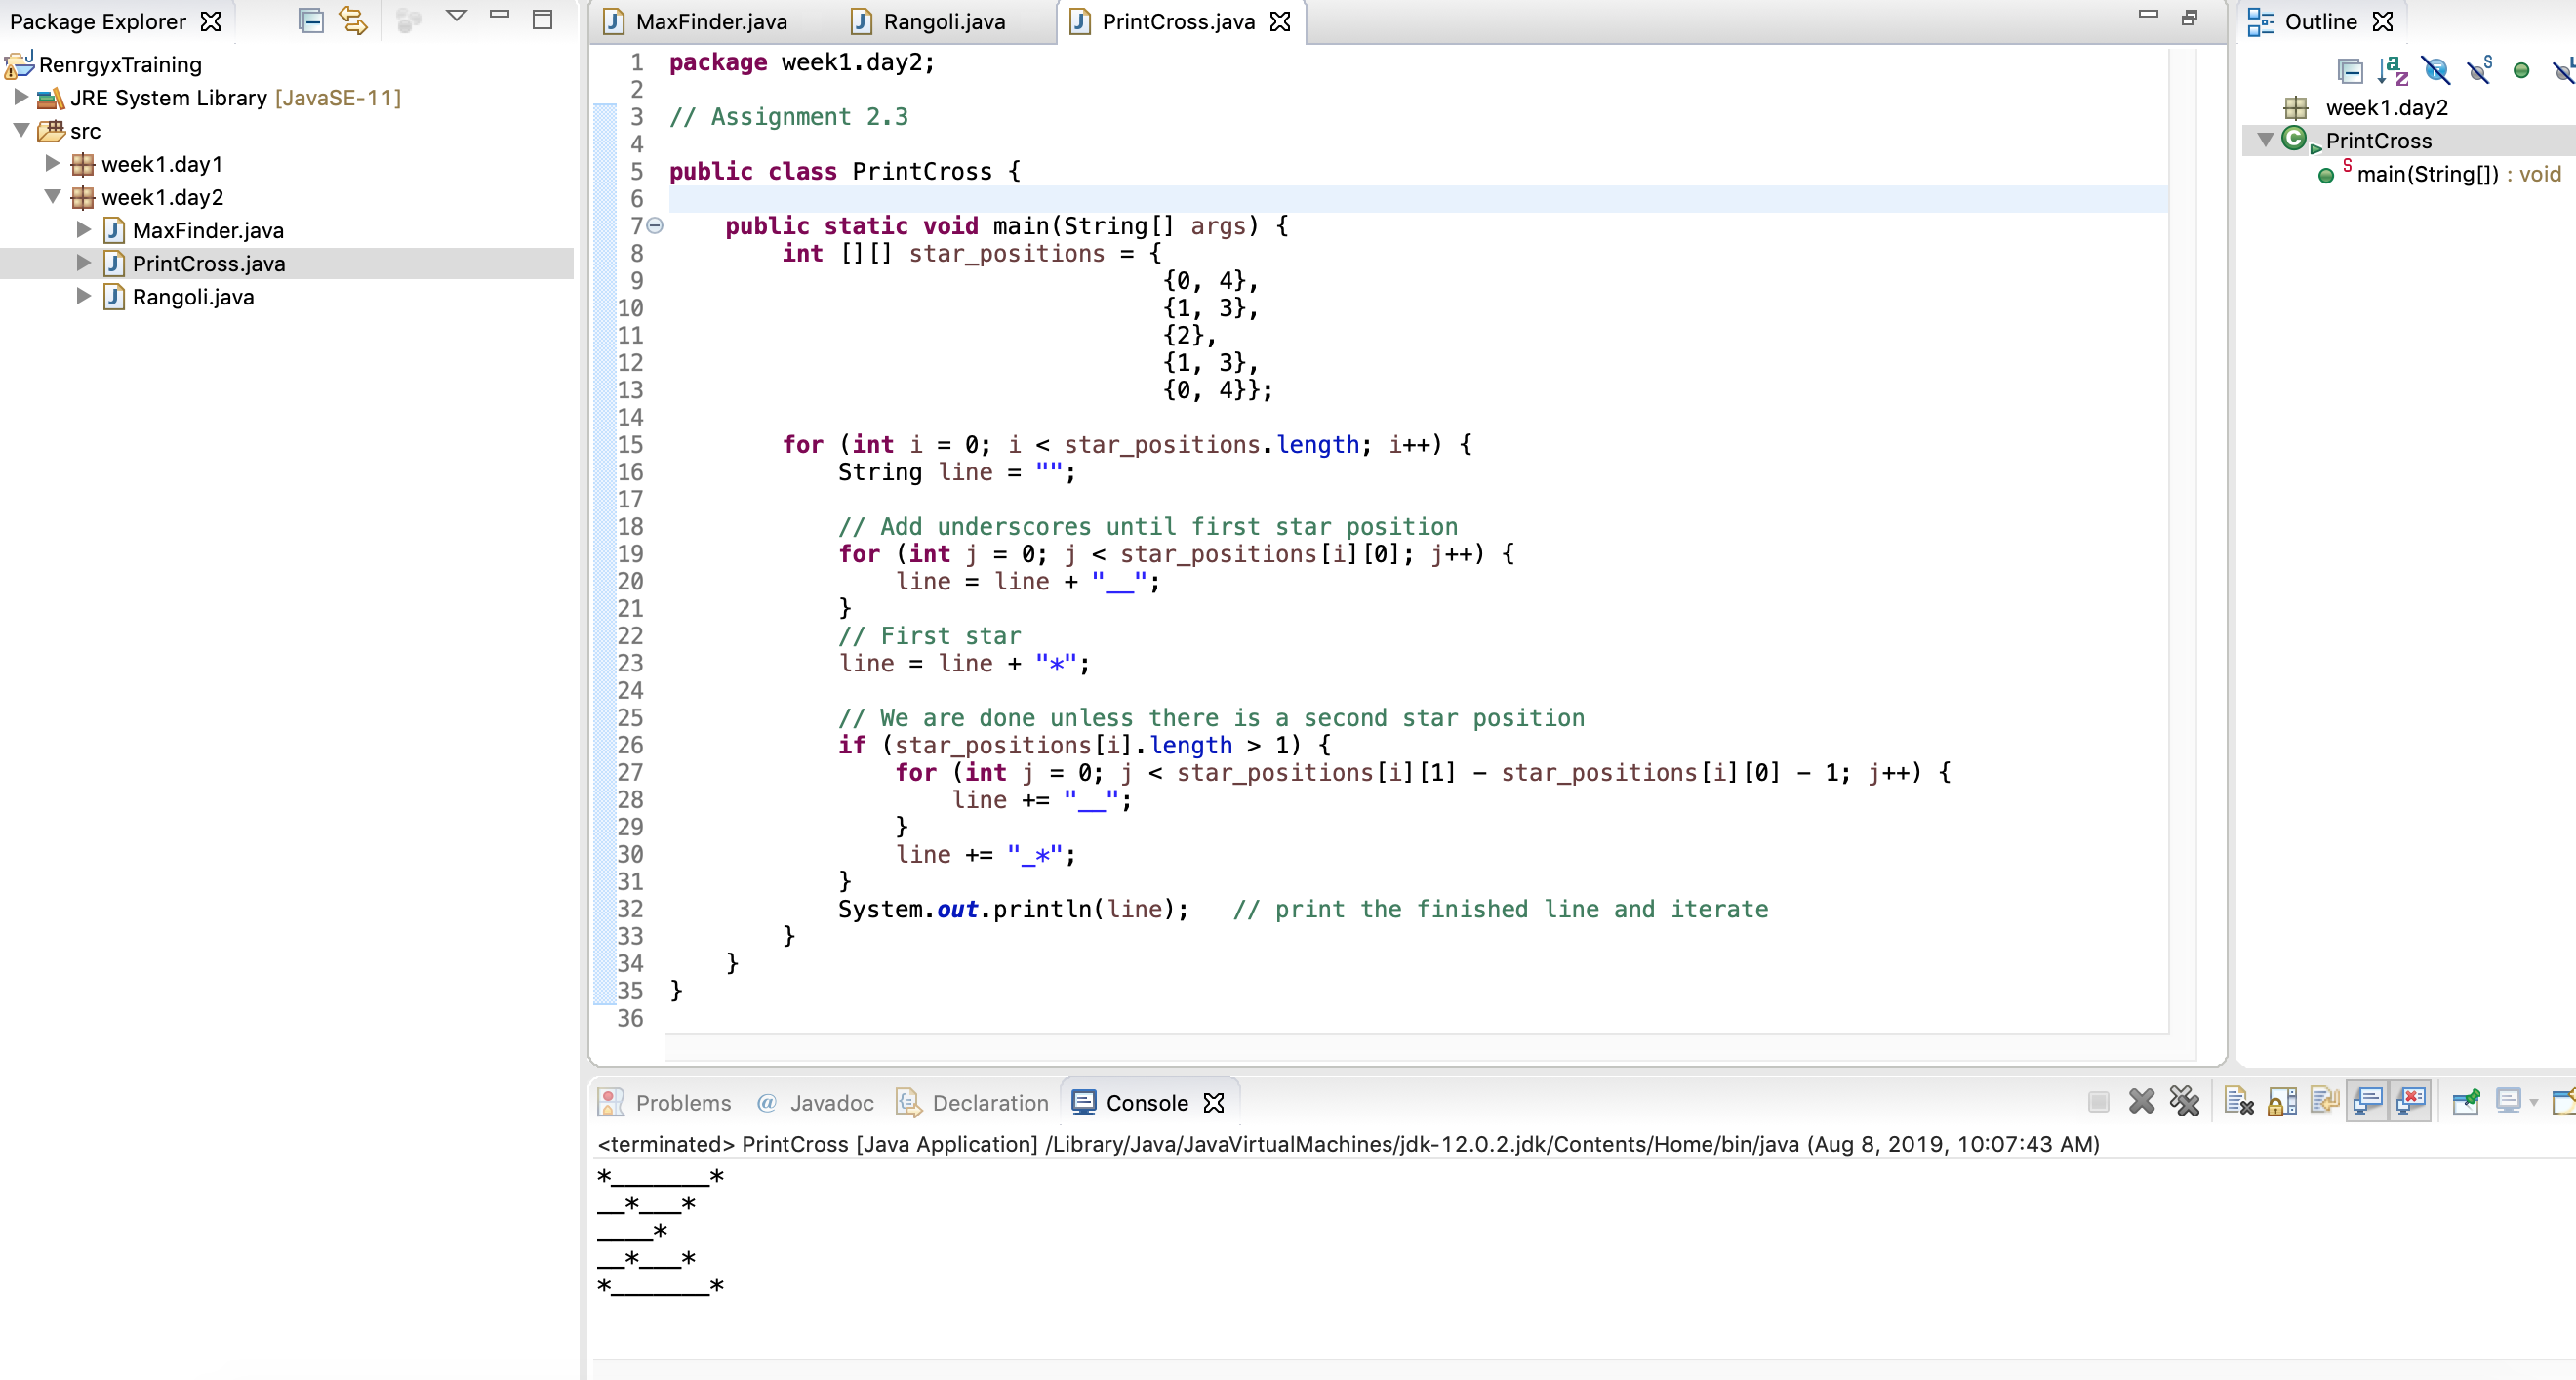 Package Explorer
RenrgyxTraining
JRE System Library [JavaSE-11]
src
week1.day1
week1.day2
MaxFinder.java
PrintCross.java
Rangoli.java
MaxFinder.java
Rangoli.java
PrintCross.java
1 package week1.day2;
2
3 // Assignment 2.3
4
5 public class PrintCross {
6
7     public static void main(String[] args) {
8         int [][] star_positions = {
9                                    {0, 4},
10                                    {1, 3},
11                                    {2},
12                                    {1, 3},
13                                    {0, 4}};
14
15         for (int i = 0; i < star_positions.length; i++) {
16             String line = "";
17
18             // Add underscores until first star position
19             for (int j = 0; j < star_positions[i][0]; j++) {
20                 line = line + "__";
21             }
22             // First star
23             line = line + "*";
24
25             // We are done unless there is a second star position
26             if (star_positions[i].length > 1) {
27                 for (int j = 0; j < star_positions[i][1] - star_positions[i][0] - 1; j++) {
28                     line += "__";
29                 }
30                 line += "_*";
31             }
32             System.out.println(line);   // print the finished line and iterate
33         }
34     }
35 }
36
Outline
week1.day2
PrintCross
main(String[]) : void
Problems
@ Javadoc
Declaration
Console
<terminated> PrintCross [Java Application] /Library/Java/JavaVirtualMachines/jdk-12.0.2.jdk/Contents/Home/bin/java (Aug 8, 2019, 10:07:43 AM)
*_______*
__*___*
____*
__*___*
*_______*